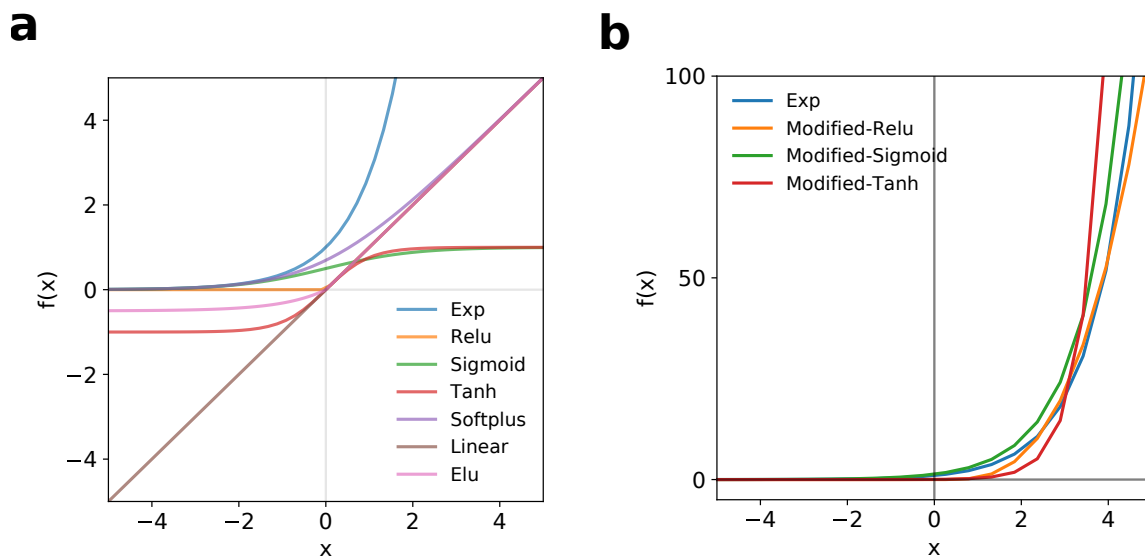 a
4
2
0
−2
−4
f(x)
−4 −2 0 2 4
x
Exp
Relu
Sigmoid
Tanh
Softplus
Linear
Elu
b
100
50
0
f(x)
−4 −2 0 2 4
x
Exp
Modified-Relu
Modified-Sigmoid
Modified-Tanh